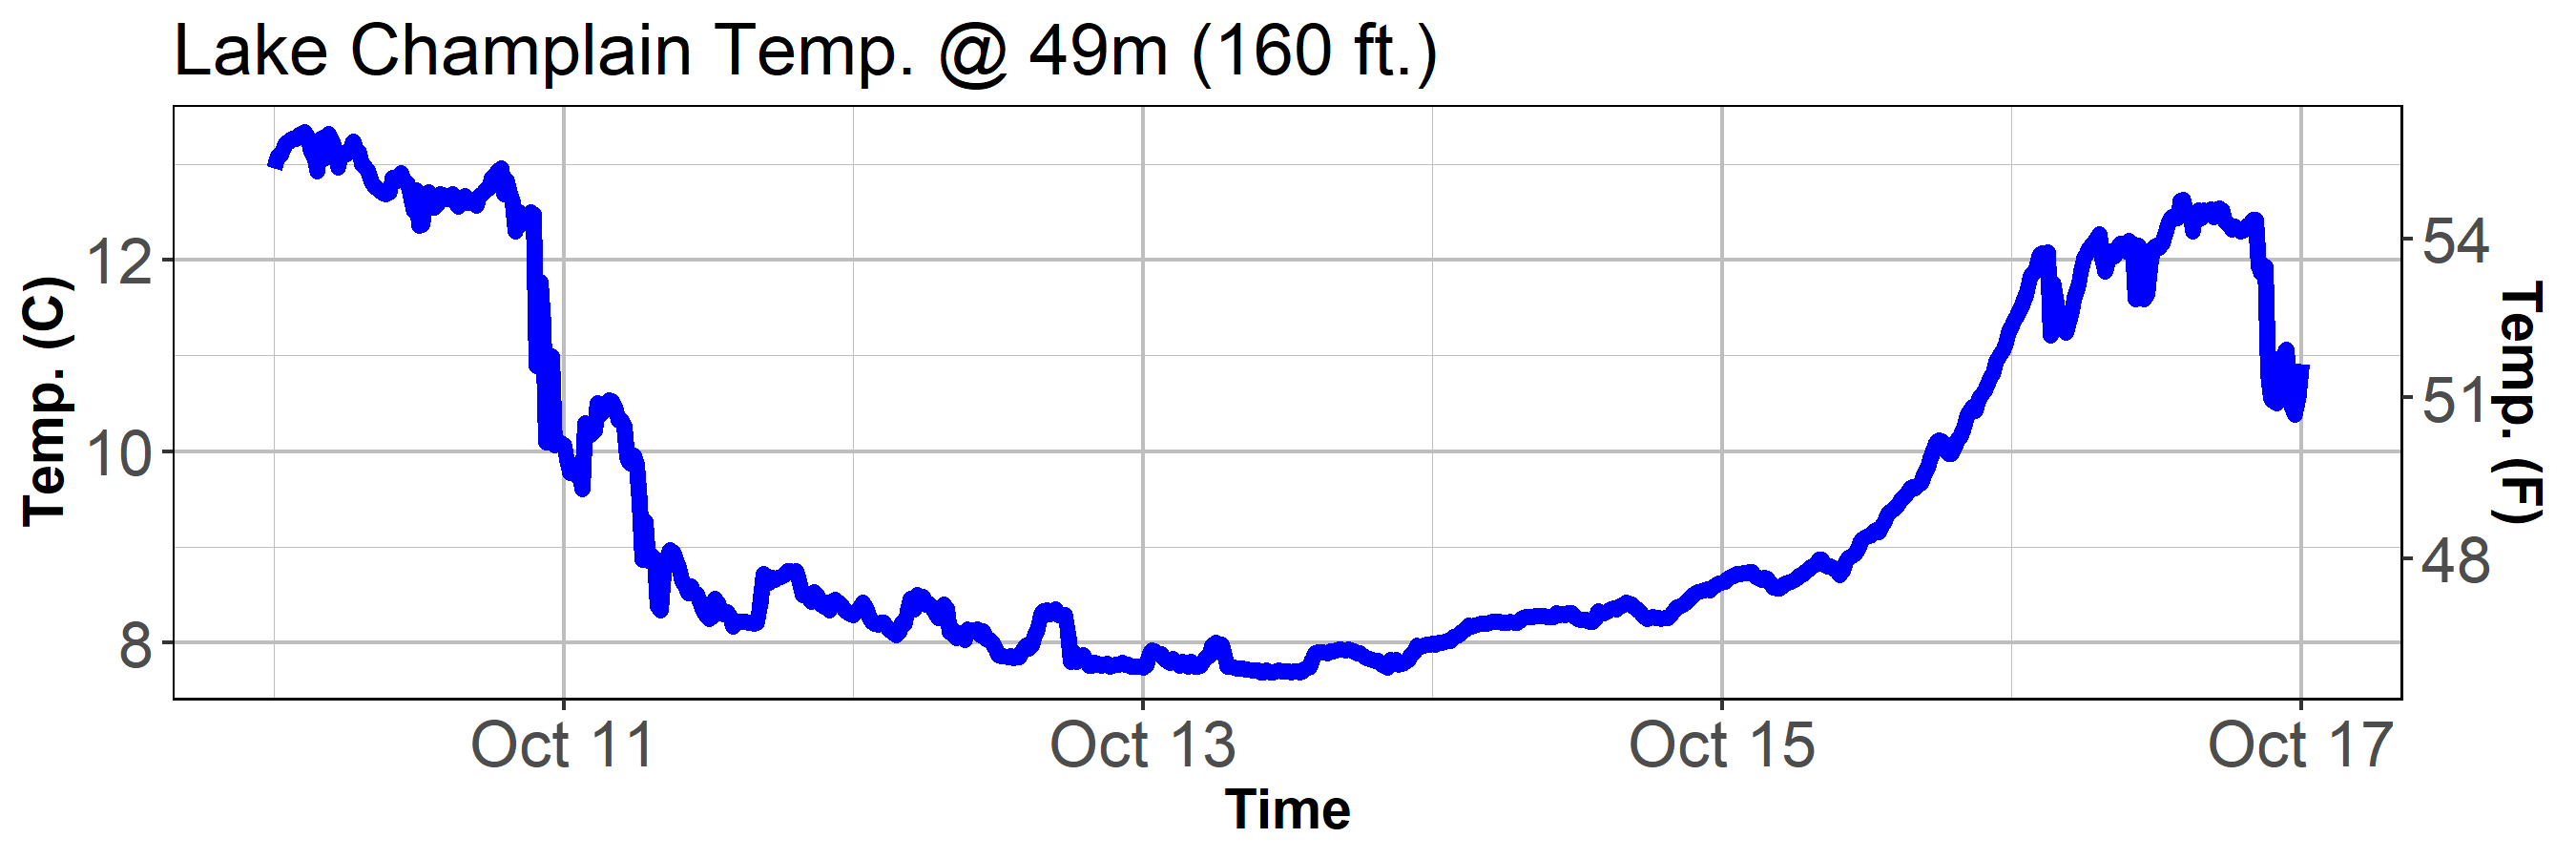 Lake Champlain Temp. @ 49m (160 ft.)
Temp. (C)
12
10
8
54
51
48
Temp. (F)
Oct 11 Oct 13 Oct 15 Oct 17
Time